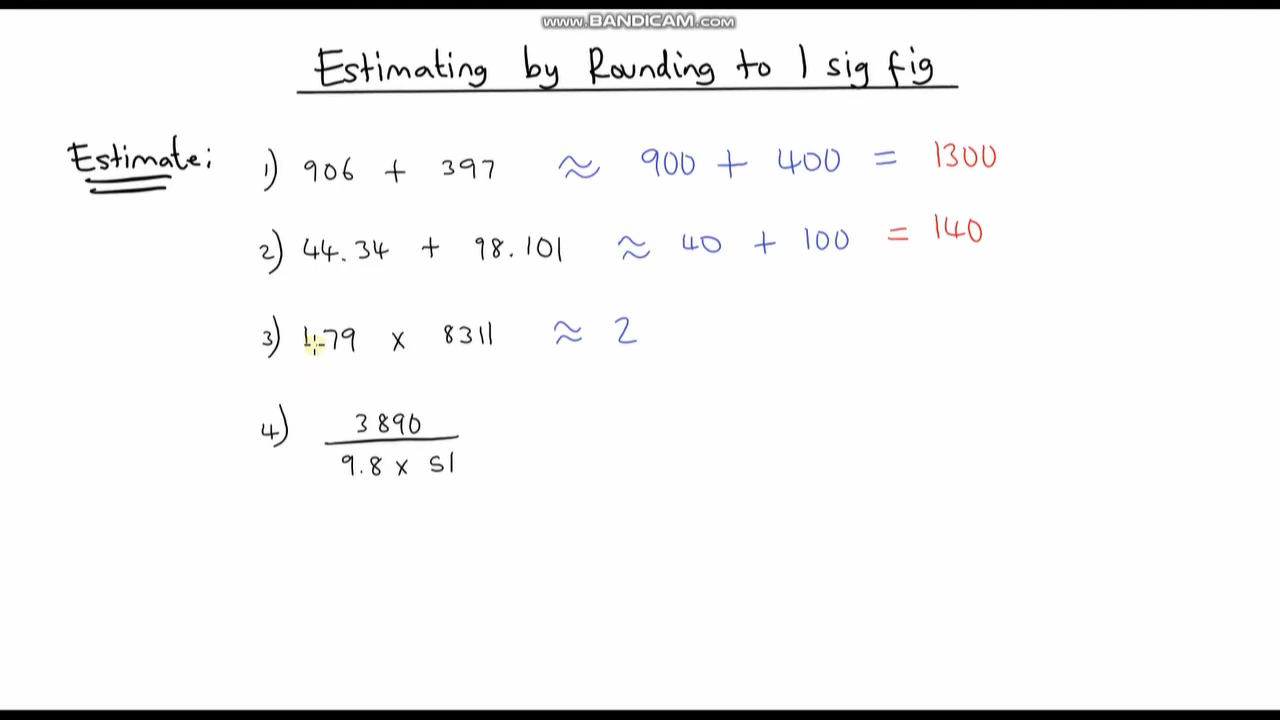 www.BANDICAM.com
Estimating by Rounding to 1 sig fig
Estimate: 1) 906 + 397 ≈ 900 + 400 = 1300
2) 44.34 + 98.101 ≈ 40 + 100 = 140
3) 1.79 x 8311 ≈ 2
4) 3890
9.8 x 51